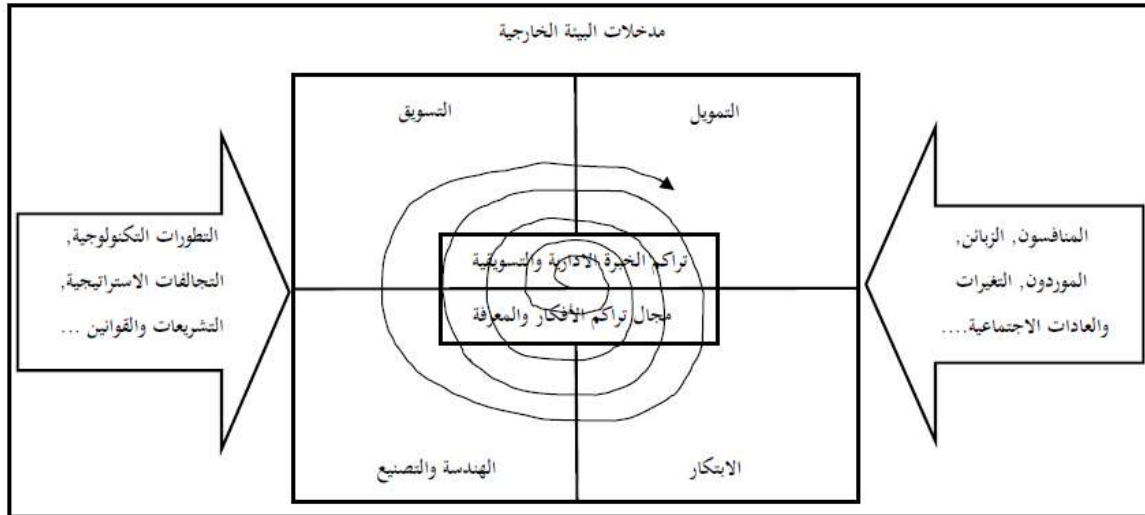 مدخلات البيئة الخارجية
التمويل
التسويق
المنافسون, الزبائن,
الموردون, التغيرات
والعادات الاجتماعية....
تراكم الخبرة الادارية والتسويقية
مجال تراكم الأفكار والمعرفة
التطورات التكنولوجية,
التحالفات الاستراتيجية,
التشريعات والقوانين ...
الابتكار
الهندسة والتصنيع